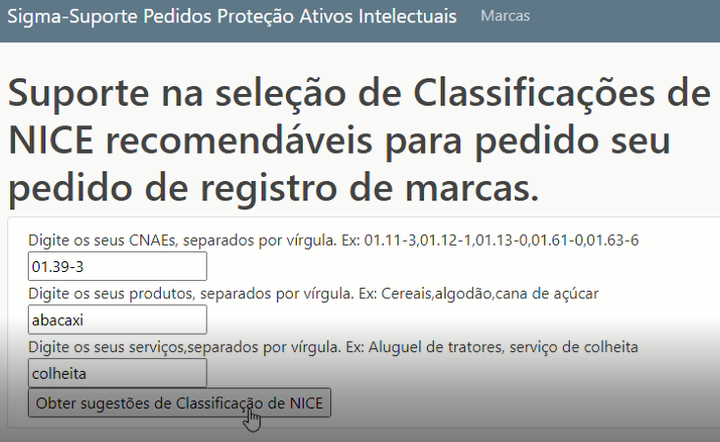 Sigma-Suporte Pedidos Proteção Ativos Intelectuais Marcas
Suporte na seleção de Classificações de
NICE recomendáveis para pedido seu
pedido de registro de marcas.
Digite os seus CNAEs, separados por vírgula. Ex: 01.11-3,01.12-1,01.13-0,01.61-0,01.63-6
01.39-3
Digite os seus produtos, separados por vírgula. Ex: Cereais,algodão,cana de açúcar
abacaxi
Digite os seus serviços,separados por vírgula. Ex: Aluguel de tratores, serviço de colheita
colheita
Obter sugestões de Classificação de NICE